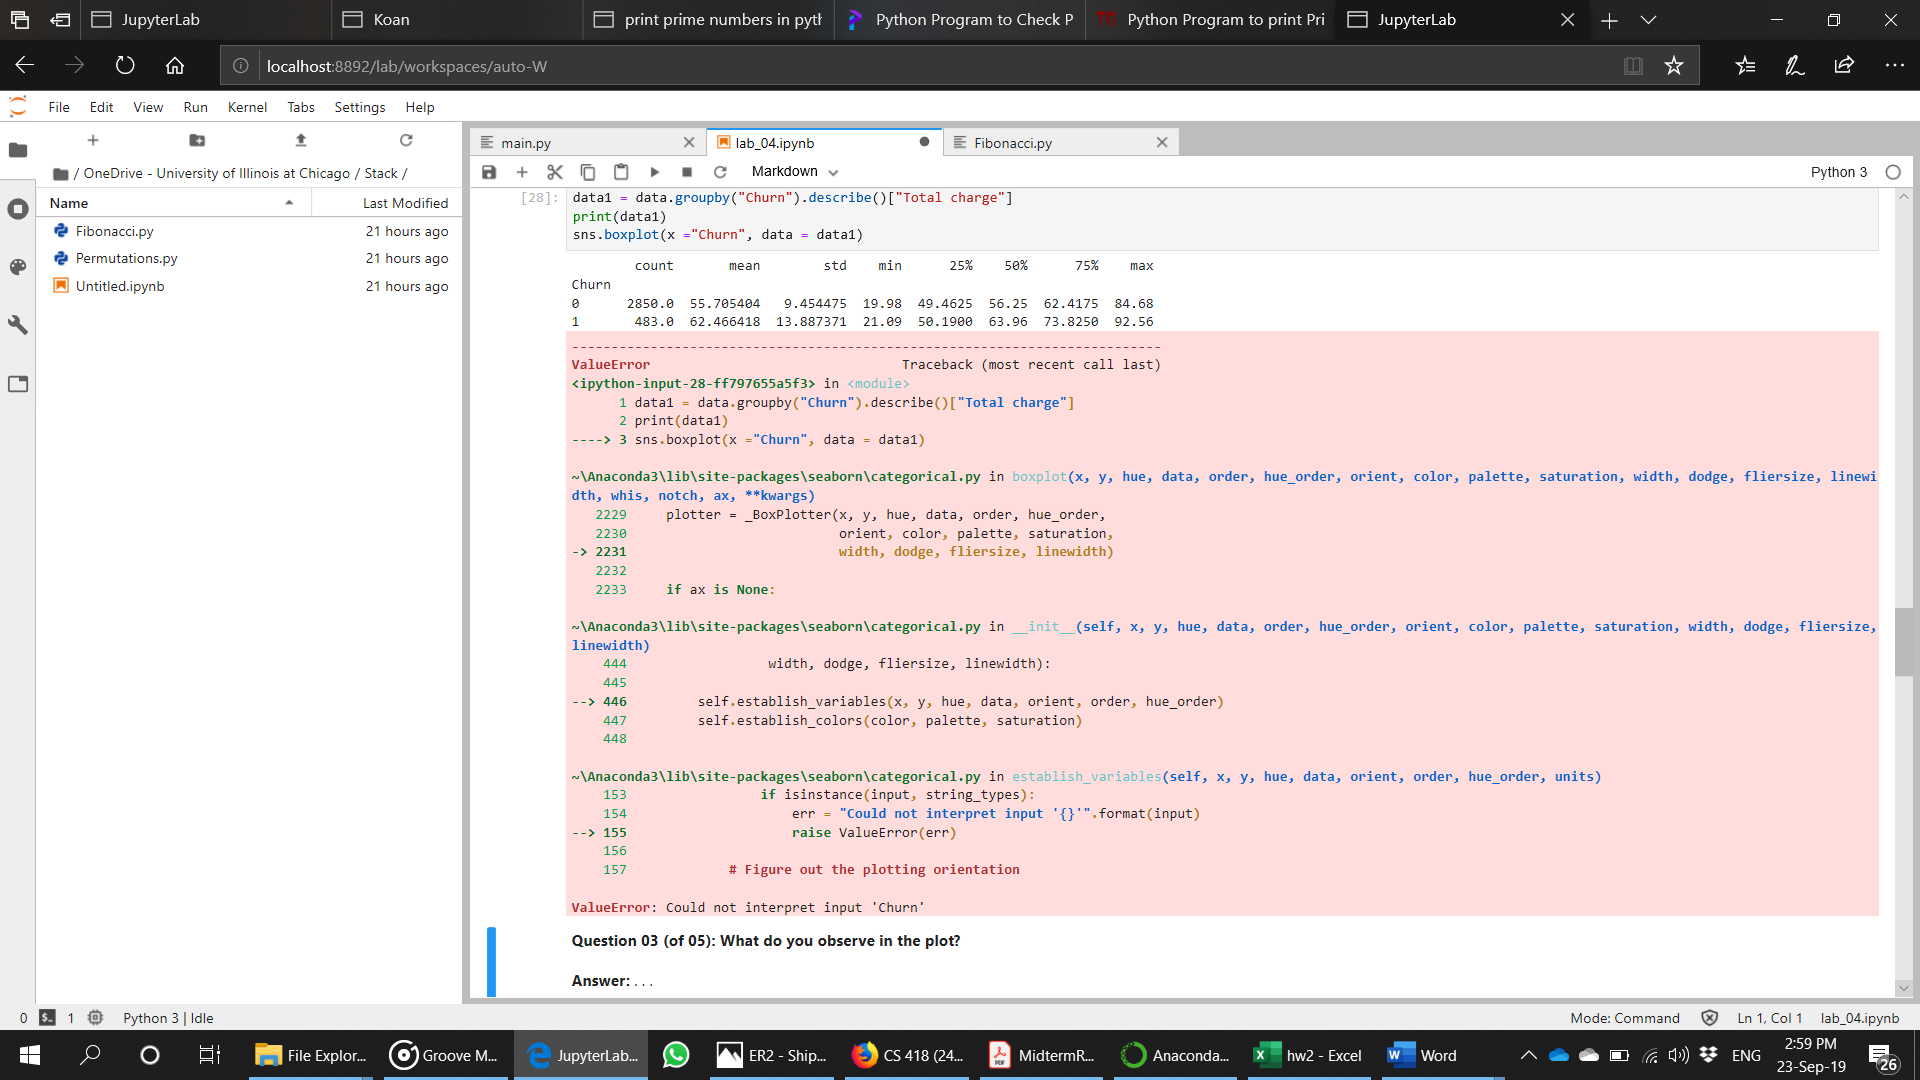 JupyterLab
Koan
print prime numbers in pyth
Python Program to Check P
TG Python Program to print Pri
JupyterLab
localhost:8892/lab/workspaces/auto-W
File Edit View Run Kernel Tabs Settings Help
/ OneDrive - University of Illinois at Chicago / Stack /
Name Last Modified
Fibonacci.py 21 hours ago
Permutations.py 21 hours ago
Untitled.ipynb 21 hours ago
main.py lab_04.ipynb Fibonacci.py
Markdown Python 3
[28]: data1 = data.groupby("Churn").describe()["Total charge"]
print(data1)
sns.boxplot(x ="Churn", data = data1)
count mean std min 25% 50% 75% max
Churn
0 2850.0 55.705404 9.454475 19.98 49.4625 56.25 62.4175 84.68
1 483.0 62.466418 13.887371 21.09 50.1900 63.96 73.8250 92.56
---------------------------------------------------------------------------
ValueError Traceback (most recent call last)
<ipython-input-28-ff797655a5f3> in <module>
1 data1 = data.groupby("Churn").describe()["Total charge"]
2 print(data1)
----> 3 sns.boxplot(x ="Churn", data = data1)
~\Anaconda3\lib\site-packages\seaborn\categorical.py in boxplot(x, y, hue, data, order, hue_order, orient, color, palette, saturation, width, dodge, fliersize, linewi
dth, whis, notch, ax, **kwargs)
2229 plotter = _BoxPlotter(x, y, hue, data, order, hue_order,
2230 orient, color, palette, saturation,
-> 2231 width, dodge, fliersize, linewidth)
2232
2233 if ax is None:
~\Anaconda3\lib\site-packages\seaborn\categorical.py in __init__(self, x, y, hue, data, order, hue_order, orient, color, palette, saturation, width, dodge, fliersize,
linewidth)
444 width, dodge, fliersize, linewidth):
445
--> 446 self.establish_variables(x, y, hue, data, orient, order, hue_order)
447 self.establish_colors(color, palette, saturation)
448
~\Anaconda3\lib\site-packages\seaborn\categorical.py in establish_variables(self, x, y, hue, data, orient, order, hue_order, units)
153 if isinstance(input, string_types):
154 err = "Could not interpret input '{}'".format(input)
--> 155 raise ValueError(err)
156
157 # Figure out the plotting orientation
ValueError: Could not interpret input 'Churn'
Question 03 (of 05): What do you observe in the plot?
Answer: . . .
0 $_ 1 Python 3 | Idle Mode: Command Ln 1, Col 1 lab_04.ipynb
File Explor... Groove M... JupyterLab... ER2 - Ship... CS 418 (24... MidtermR... Anaconda... hw2 - Excel Word ENG
2:59 PM
23-Sep-19
26